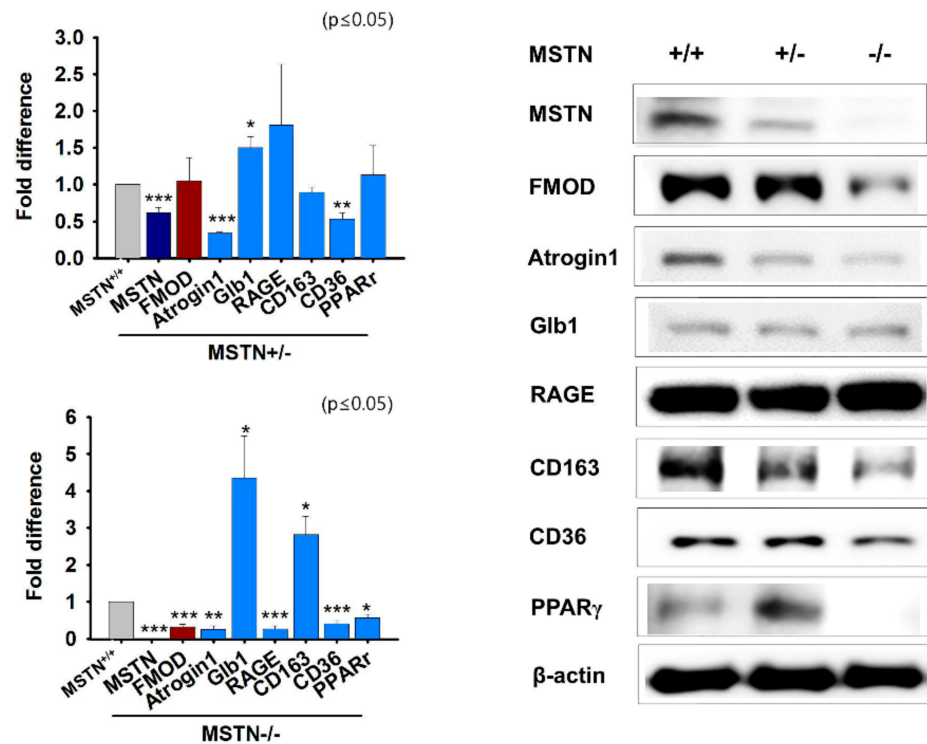 (p≤0.05)
Fold difference
3.0
2.5
2.0
1.5
1.0
0.5
0.0
***
***
*
**
MSTN+/+
MSTN
FMOD
Atrogin1
Glb1
RAGE
CD163
CD36
PPARr
MSTN+/-
(p≤0.05)
Fold difference
6
5
4
3
2
1
0
***
***
**
*
***
*
***
*
MSTN+/+
MSTN
FMOD
Atrogin1
Glb1
RAGE
CD163
CD36
PPARr
MSTN-/-
MSTN +/+ +/- -/-
MSTN
FMOD
Atrogin1
Glb1
RAGE
CD163
CD36
PPARγ
β-actin